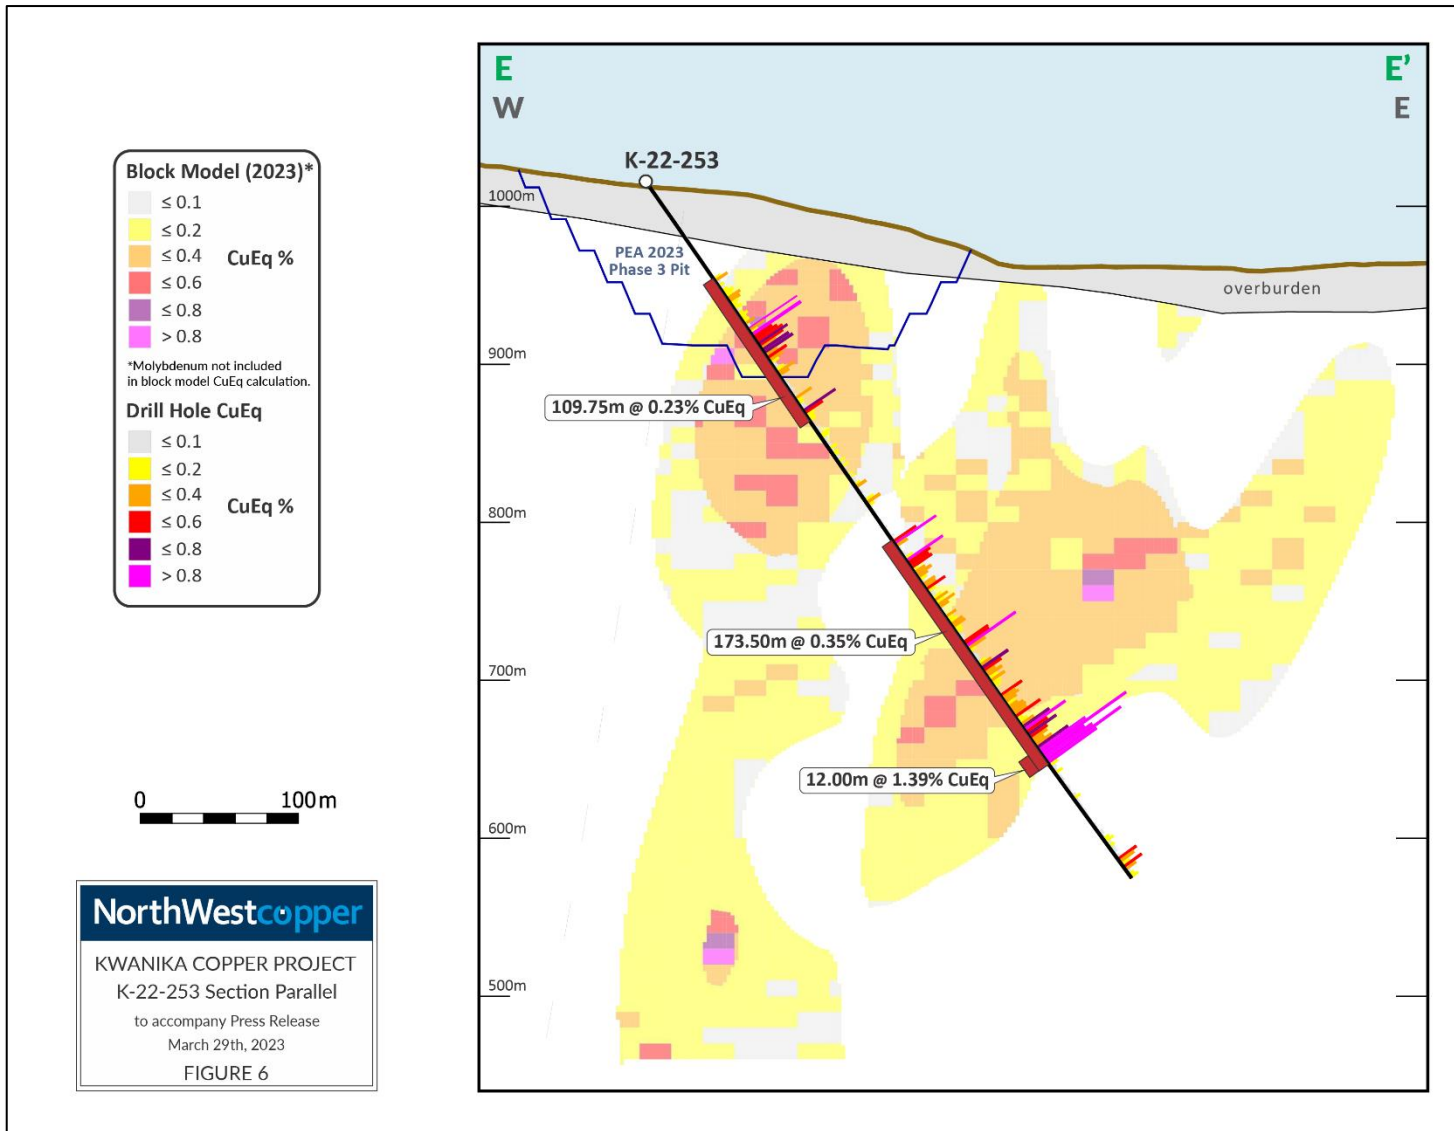 E
W
E'
E
K-22-253
1000m
PEA 2023
Phase 3 Pit
overburden
900m
109.75m @ 0.23% CuEq
800m
173.50m @ 0.35% CuEq
700m
12.00m @ 1.39% CuEq
600m
500m
Block Model (2023)*
≤ 0.1
≤ 0.2
≤ 0.4
CuEq %
≤ 0.6
≤ 0.8
> 0.8
*Molybdenum not included
in block model CuEq calculation.
Drill Hole CuEq
≤ 0.1
≤ 0.2
≤ 0.4
CuEq %
≤ 0.6
≤ 0.8
> 0.8
0 100m
NorthWestcopper
KWANIKA COPPER PROJECT
K-22-253 Section Parallel
to accompany Press Release
March 29th, 2023
FIGURE 6